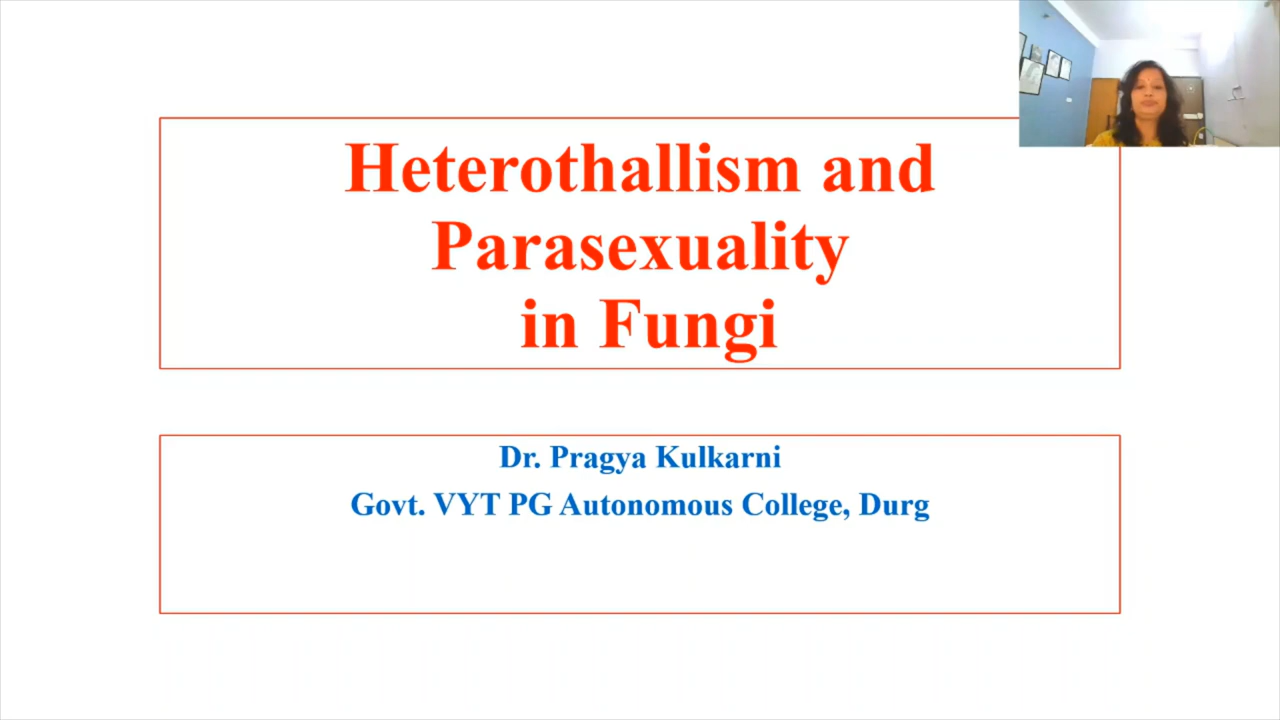 Heterothallism and
Parasexuality
in Fungi
Dr. Pragya Kulkarni
Govt. VYT PG Autonomous College, Durg